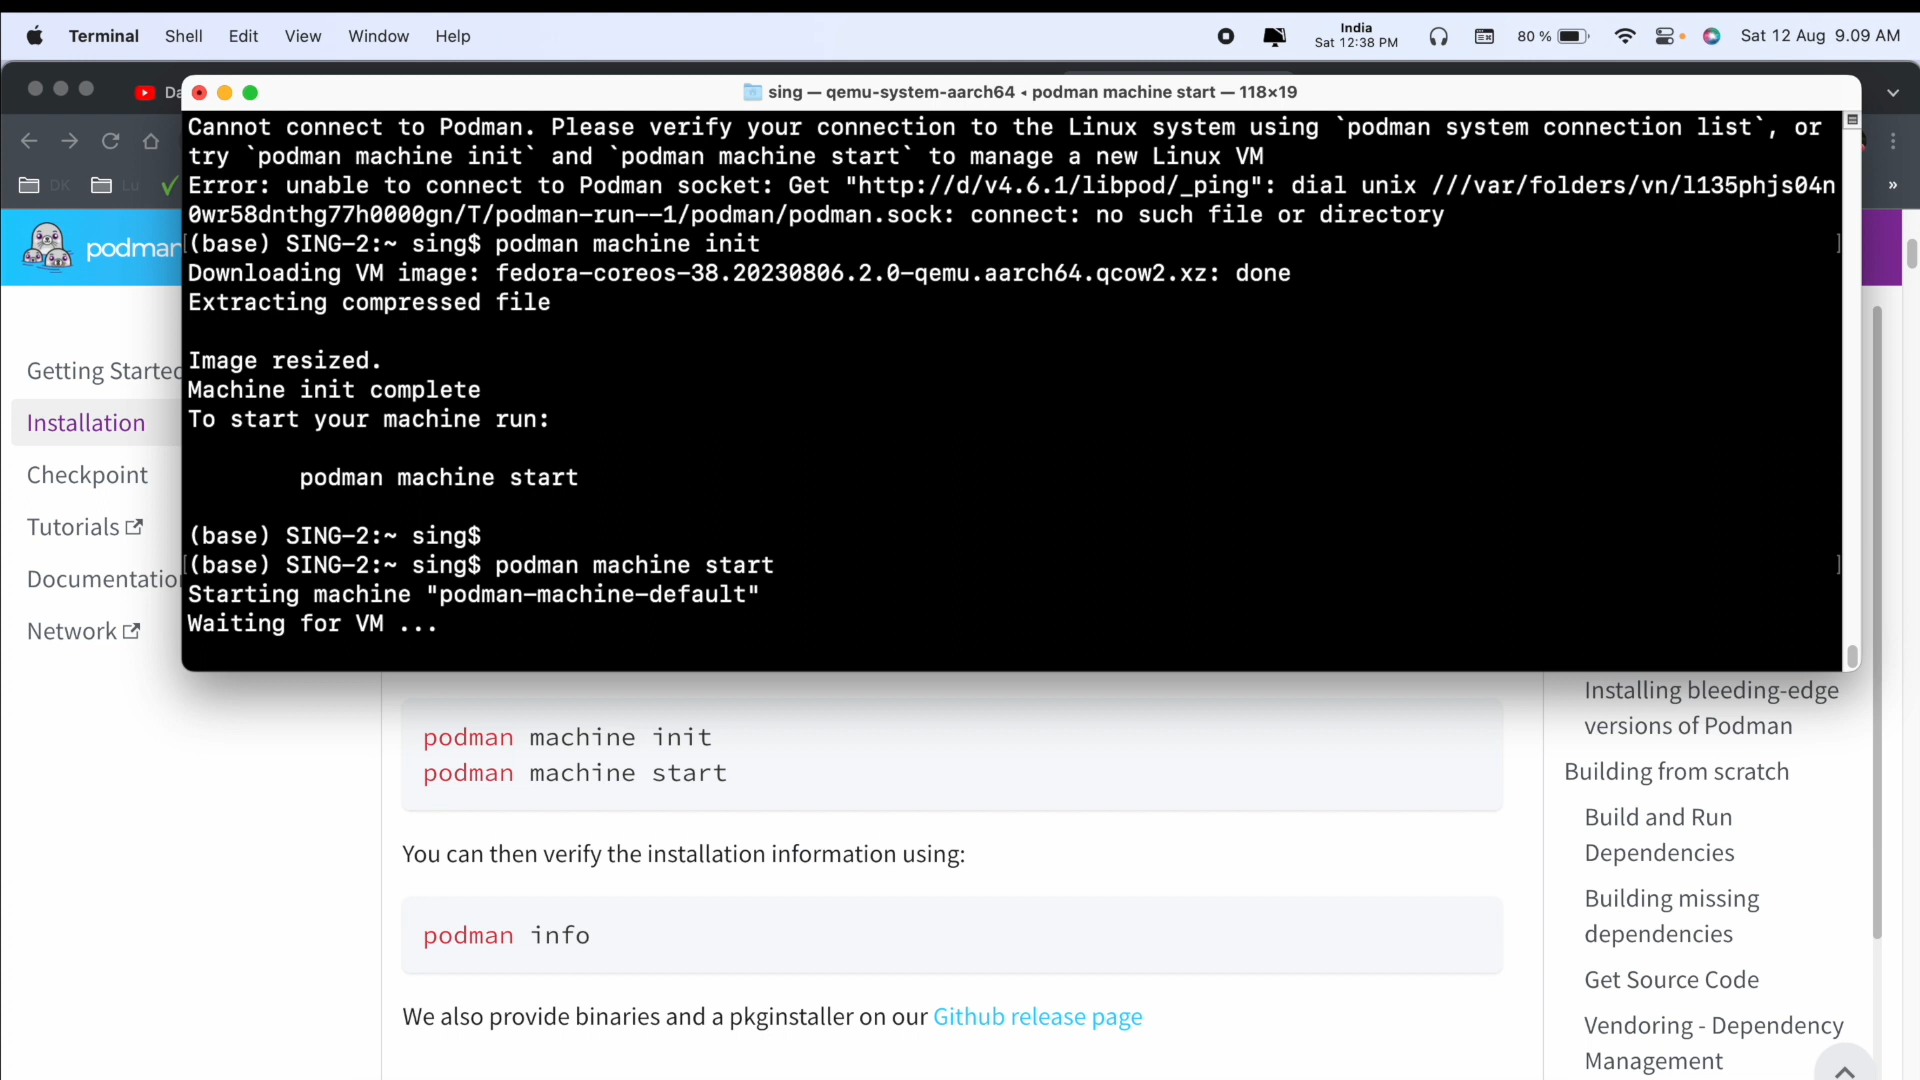 Terminal Shell Edit View Window Help
India
Sat 12:38 PM
80 %
Sat 12 Aug 9.09 AM
sing — qemu-system-aarch64 ◂ podman machine start — 118×19
Cannot connect to Podman. Please verify your connection to the Linux system using `podman system connection list`, or
try `podman machine init` and `podman machine start` to manage a new Linux VM
Error: unable to connect to Podman socket: Get "http://d/v4.6.1/libpod/_ping": dial unix ///var/folders/vn/l135phjs04n
0wr58dnthg77h0000gn/T/podman-run--1/podman/podman.sock: connect: no such file or directory
(base) SING-2:~ sing$ podman machine init
Downloading VM image: fedora-coreos-38.20230806.2.0-qemu.aarch64.qcow2.xz: done
Extracting compressed file
Image resized.
Machine init complete
To start your machine run:
podman machine start
(base) SING-2:~ sing$
(base) SING-2:~ sing$ podman machine start
Starting machine "podman-machine-default"
Waiting for VM ...
Da
DK
Lu
podman
Getting Started
Installation
Checkpoint
Tutorials
Documentation
Network
podman machine init
podman machine start
You can then verify the installation information using:
podman info
We also provide binaries and a pkginstaller on our Github release page
Installing bleeding-edge
versions of Podman
Building from scratch
Build and Run
Dependencies
Building missing
dependencies
Get Source Code
Vendoring - Dependency
Management